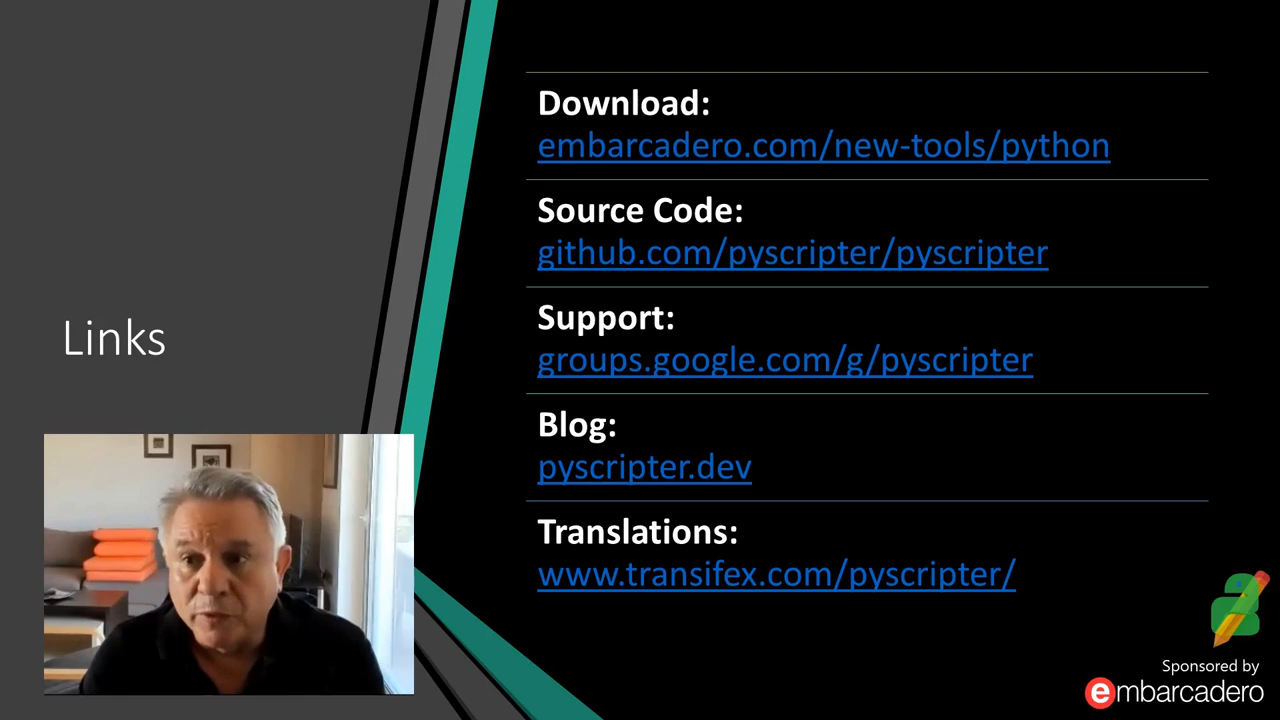 Links
Download:
embarcadero.com/new-tools/python
Source Code:
github.com/pyscripter/pyscripter
Support:
groups.google.com/g/pyscripter
Blog:
pyscripter.dev
Translations:
www.transifex.com/pyscripter/
Sponsored by
embarcadero